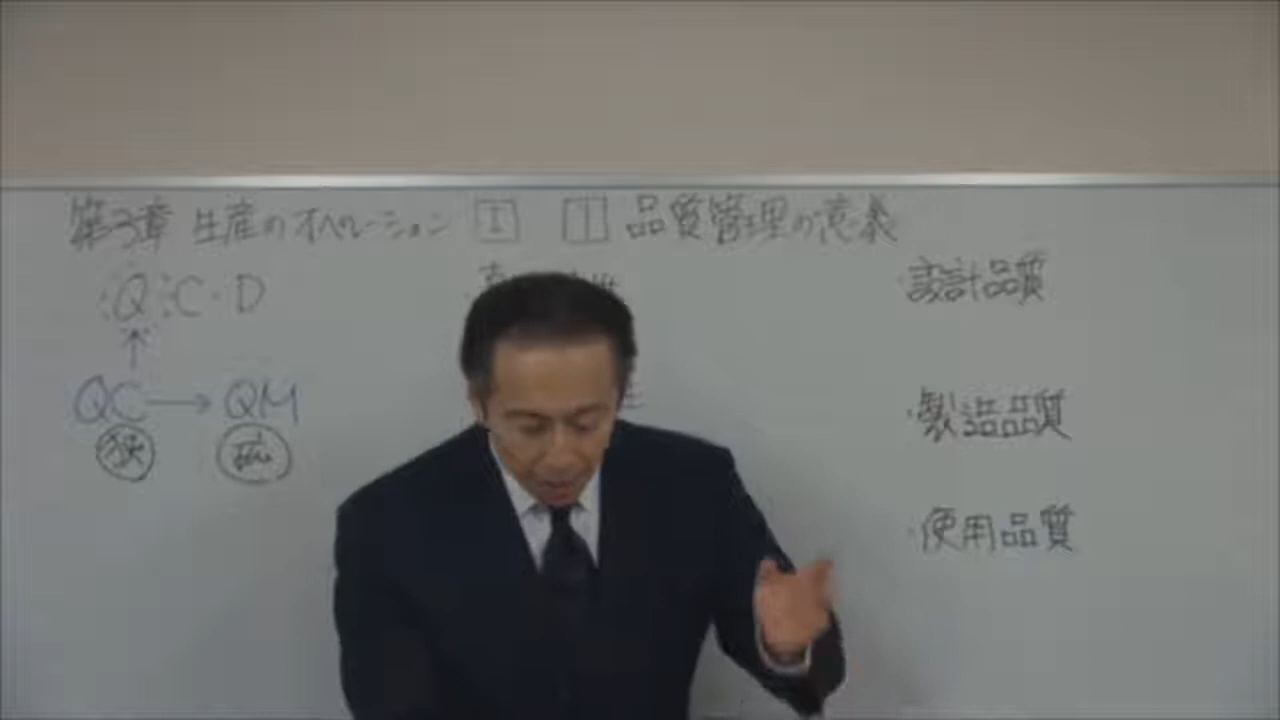 第3章 生産のオペレーション I 1 品質管理の意義
・Q・C・D
↑
QC→QM
狭 広
・設計品質
・製造品質
・使用品質